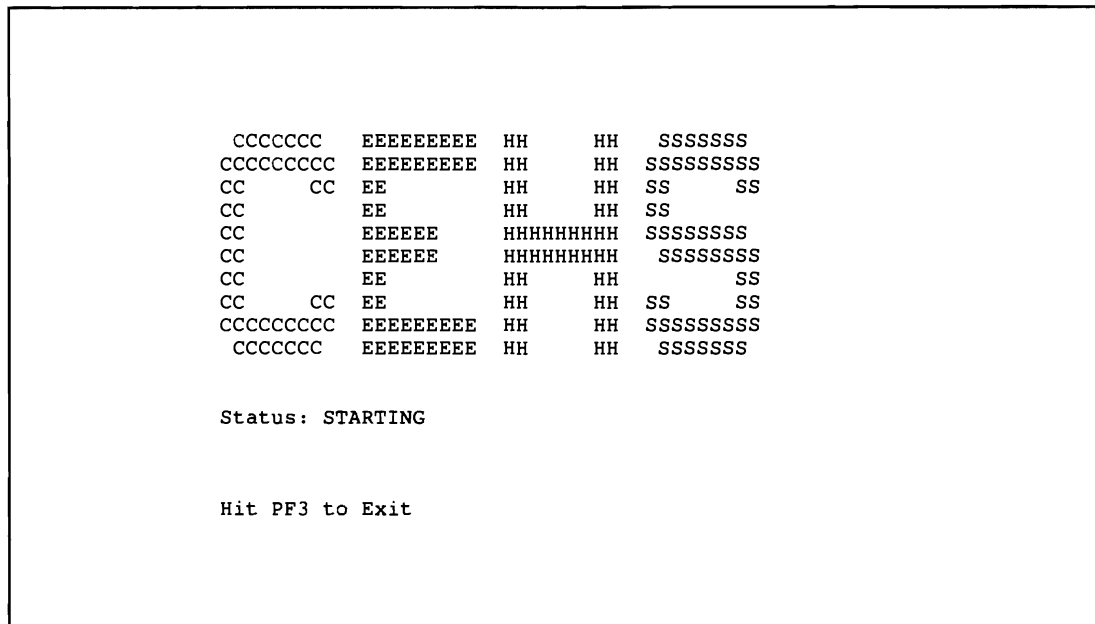 CCCCCCC   EEEEEEEEE  HH     HH   SSSSSSS
CCCCCCCCC  EEEEEEEEE  HH     HH  SSSSSSSSS
CC     CC  EE         HH     HH  SS     SS
CC         EE         HH     HH  SS
CC         EEEEEE     HHHHHHHHH  SSSSSSSS
CC         EEEEEE     HHHHHHHHH   SSSSSSSS
CC         EE         HH     HH         SS
CC     CC  EE         HH     HH  SS     SS
CCCCCCCCC  EEEEEEEEE  HH     HH  SSSSSSSSS
 CCCCCCC   EEEEEEEEE  HH     HH   SSSSSSS
Status: STARTING
Hit PF3 to Exit